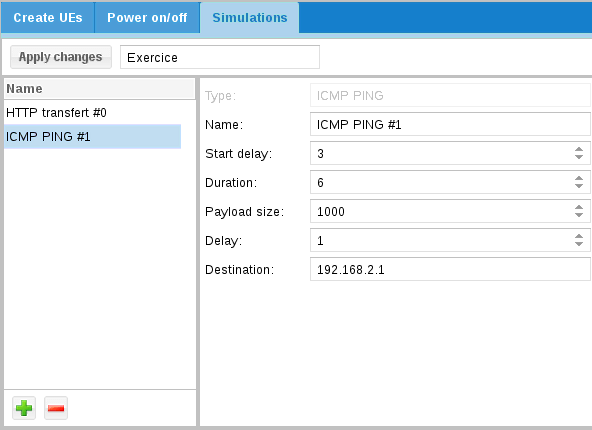 Create UEs Power on/off Simulations
Apply changes Exercice
Name
HTTP transfert #0
ICMP PING #1
Type: ICMP PING
Name: ICMP PING #1
Start delay: 3
Duration: 6
Payload size: 1000
Delay: 1
Destination: 192.168.2.1